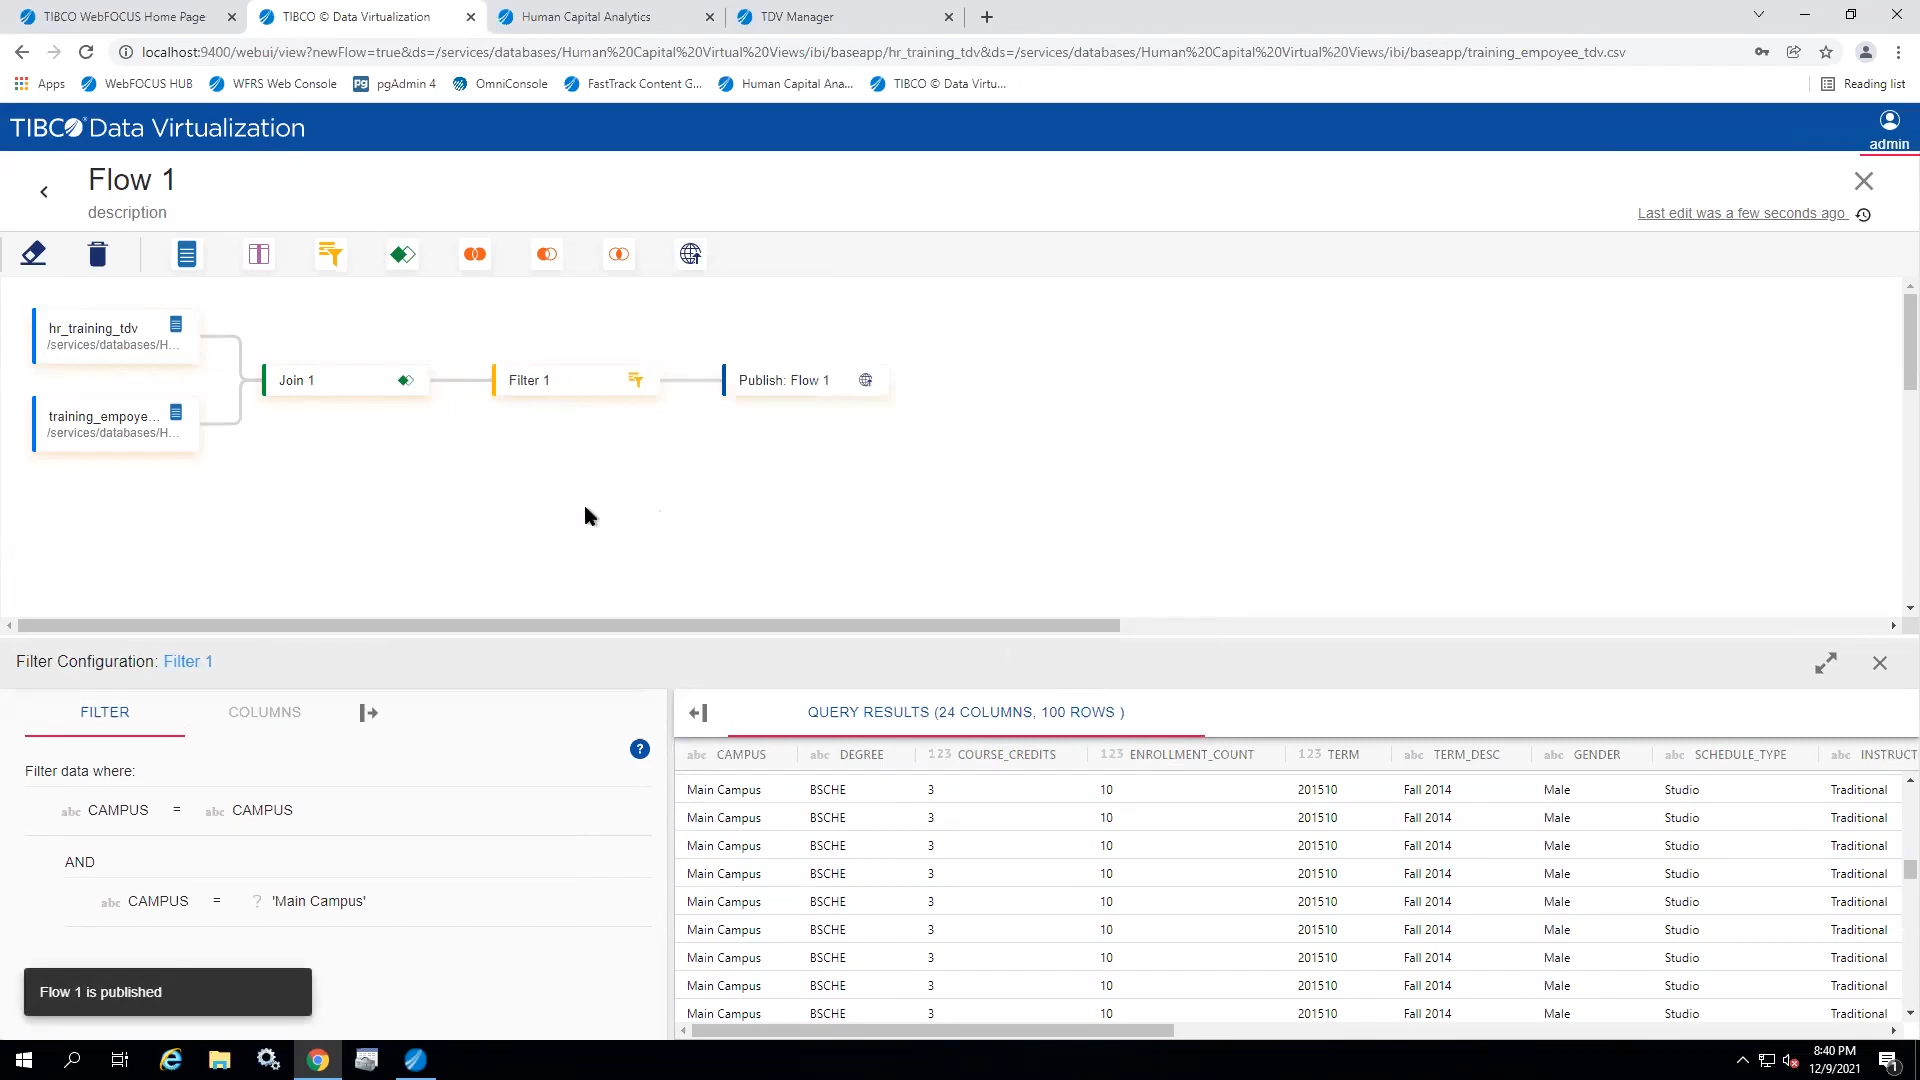 TIBCO WebFOCUS Home Page
TIBCO © Data Virtualization
Human Capital Analytics
TDV Manager
localhost:9400/webui/view?newFlow=true&ds=/services/databases/Human%20Capital%20Virtual%20Views/ibi/baseapp/hr_training_tdv&ds=/services/databases/Human%20Capital%20Virtual%20Views/ibi/baseapp/training_empoyee_tdv.csv
Apps
WebFOCUS HUB
WFRS Web Console
Pg pgAdmin 4
OmniConsole
FastTrack Content G...
Human Capital Ana...
TIBCO © Data Virtu...
Reading list
TIBCO® Data Virtualization
admin
Flow 1
description
Last edit was a few seconds ago
hr_training_tdv
/services/databases/H...
training_empoye...
/services/databases/H...
Join 1
Filter 1
Publish: Flow 1
Filter Configuration: Filter 1
FILTER
COLUMNS
?
Filter data where:
abc CAMPUS = abc CAMPUS
AND
abc CAMPUS = ? 'Main Campus'
Flow 1 is published
QUERY RESULTS (24 COLUMNS, 100 ROWS )
abc CAMPUS abc DEGREE 123 COURSE_CREDITS 123 ENROLLMENT_COUNT 123 TERM abc TERM_DESC abc GENDER abc SCHEDULE_TYPE abc INSTRUCT
Main Campus BSCHE 3 10 201510 Fall 2014 Male Studio Traditional
Main Campus BSCHE 3 10 201510 Fall 2014 Male Studio Traditional
Main Campus BSCHE 3 10 201510 Fall 2014 Male Studio Traditional
Main Campus BSCHE 3 10 201510 Fall 2014 Male Studio Traditional
Main Campus BSCHE 3 10 201510 Fall 2014 Male Studio Traditional
Main Campus BSCHE 3 10 201510 Fall 2014 Male Studio Traditional
Main Campus BSCHE 3 10 201510 Fall 2014 Male Studio Traditional
Main Campus BSCHE 3 10 201510 Fall 2014 Male Studio Traditional
Main Campus BSCHE 3 10 201510 Fall 2014 Male Studio Traditional
8:40 PM
12/9/2021
1